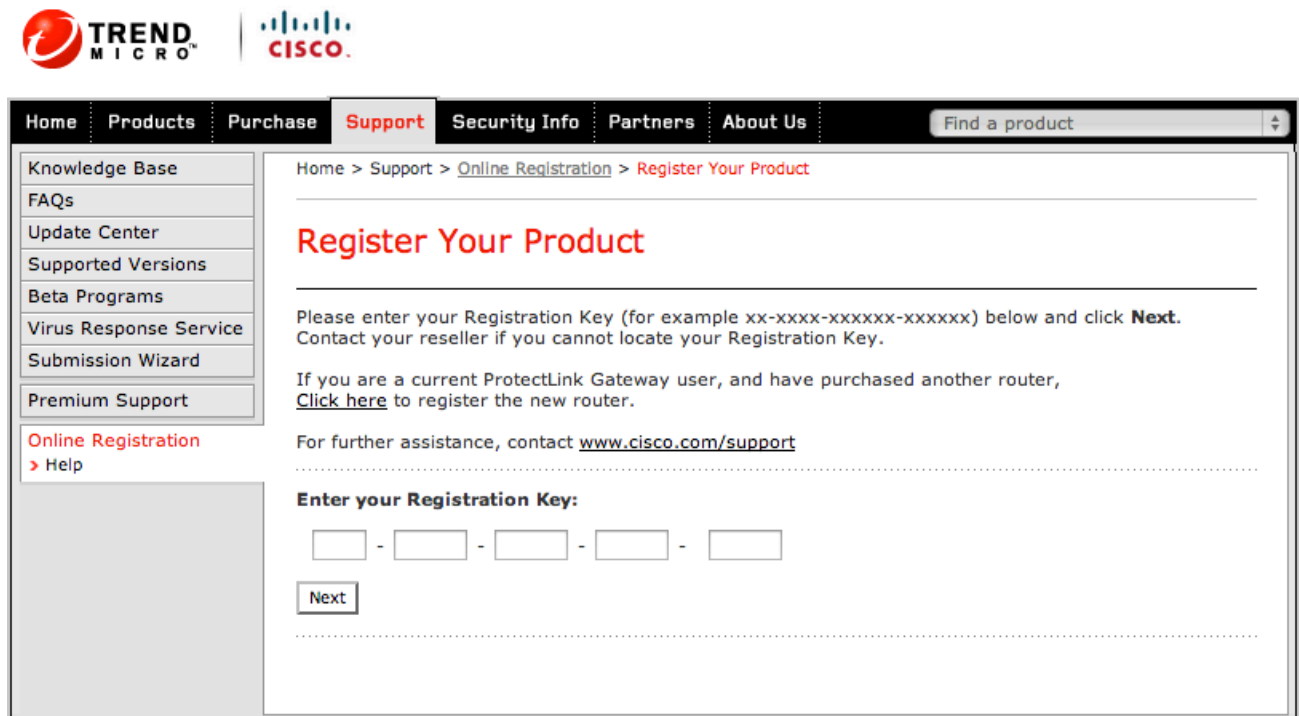 TREND
MICRO™
CISCO.
Home Products Purchase Support Security Info Partners About Us Find a product
Knowledge Base
FAQs
Update Center
Supported Versions
Beta Programs
Virus Response Service
Submission Wizard
Premium Support
Online Registration
> Help
Home > Support > Online Registration > Register Your Product
Register Your Product
Please enter your Registration Key (for example xx-xxxx-xxxxxx-xxxxxx) below and click Next.
Contact your reseller if you cannot locate your Registration Key.
If you are a current ProtectLink Gateway user, and have purchased another router,
Click here to register the new router.
For further assistance, contact www.cisco.com/support
Enter your Registration Key:
- - - -
Next